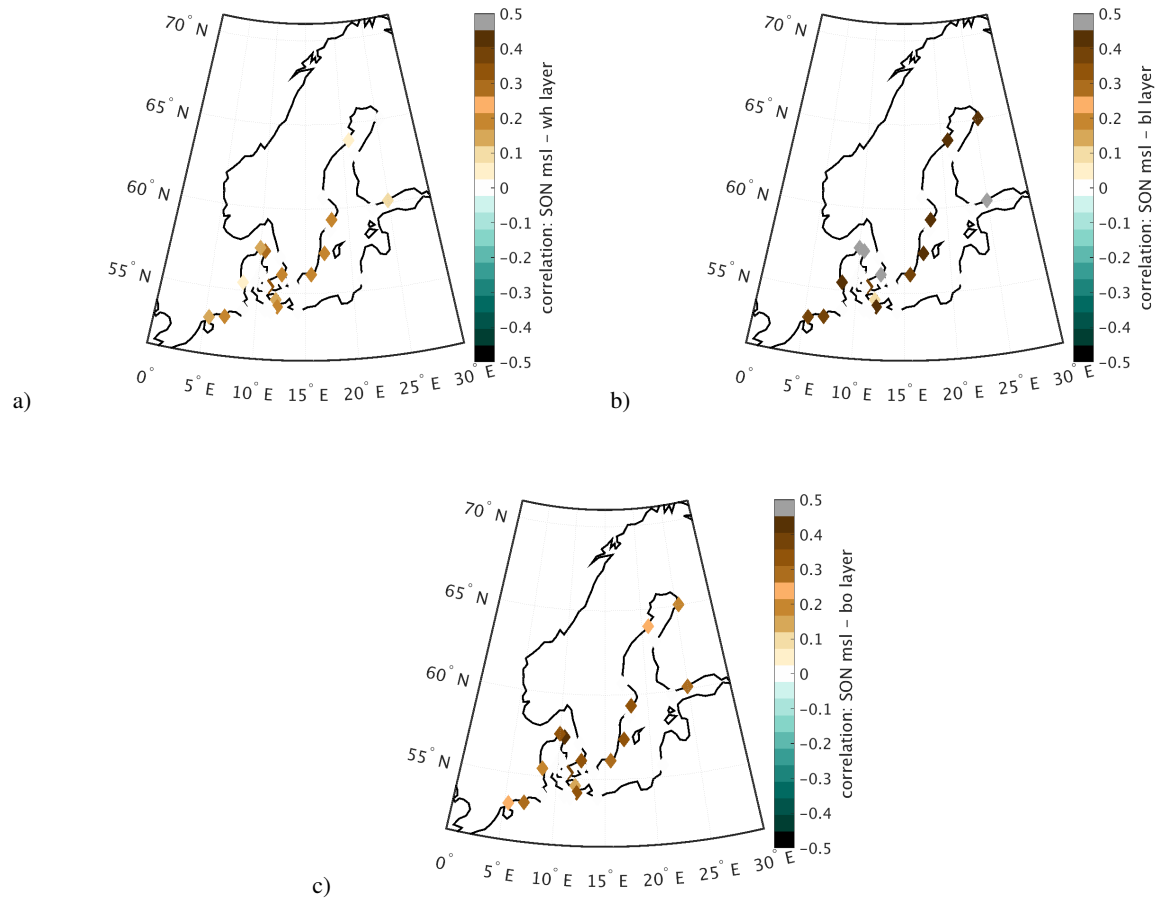 70° N
65° N
60° N
55° N
0°
5° E
10° E
15° E
20° E
25° E
30° E
0.5
0.4
0.3
0.2
0.1
0
−0.1
−0.2
−0.3
−0.4
−0.5
correlation: SON msl − wh layer
a)
70° N
65° N
60° N
55° N
0°
5° E
10° E
15° E
20° E
25° E
30° E
0.5
0.4
0.3
0.2
0.1
0
−0.1
−0.2
−0.3
−0.4
−0.5
correlation: SON msl − bl layer
b)
70° N
65° N
60° N
55° N
0°
5° E
10° E
15° E
20° E
25° E
30° E
0.5
0.4
0.3
0.2
0.1
0
−0.1
−0.2
−0.3
−0.4
−0.5
correlation: SON msl − bo layer
c)